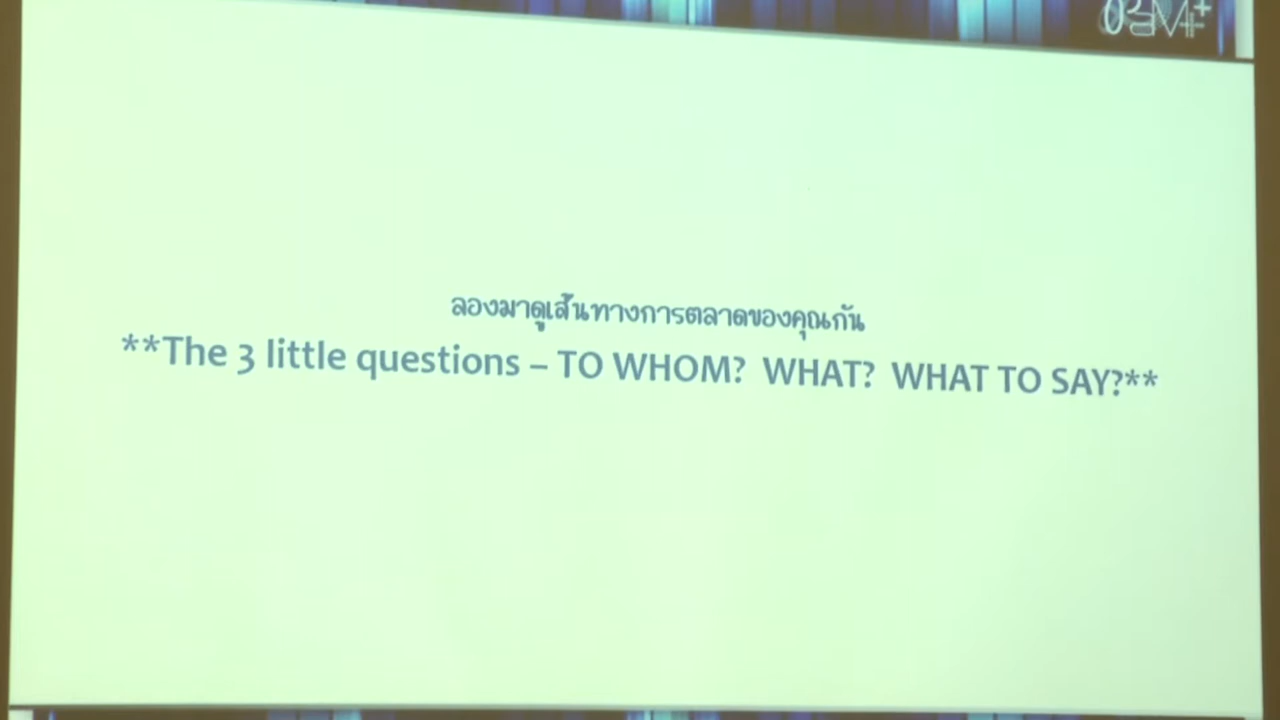 ลองมาดูเส้นทางการตลาดของคุณกัน
**The 3 little questions – TO WHOM? WHAT? WHAT TO SAY?**